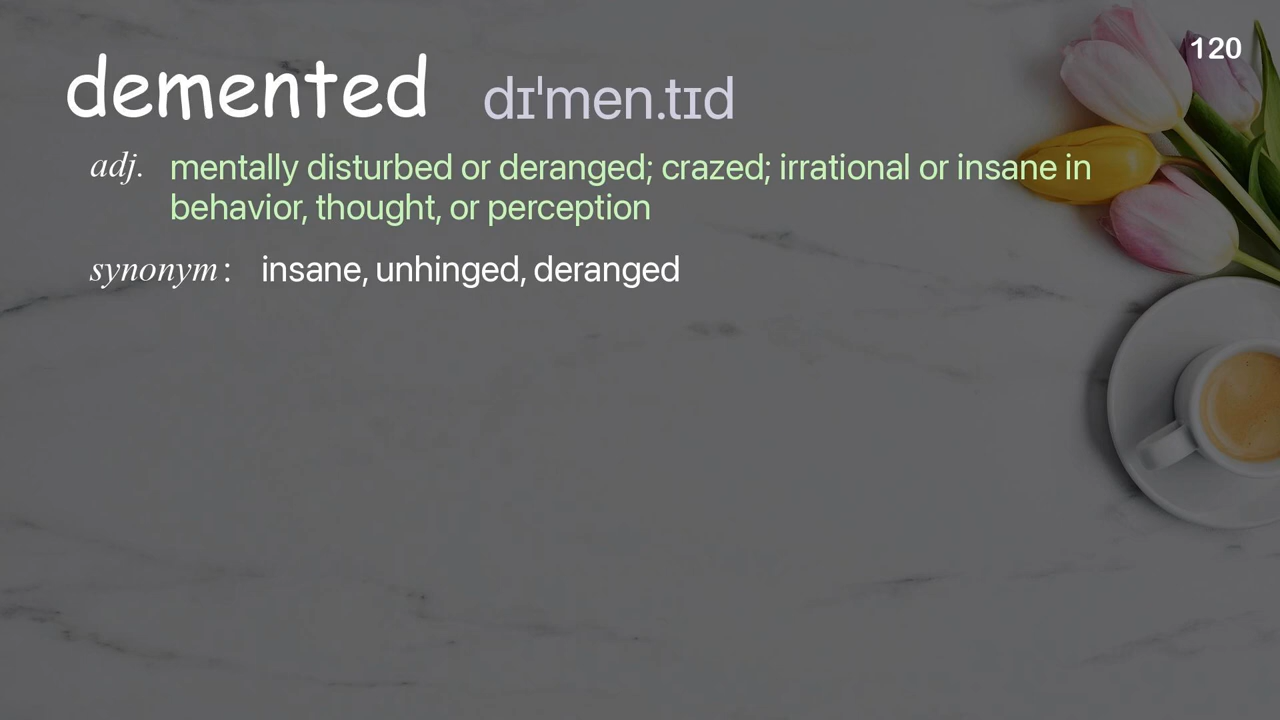 120
demented dɪˈmen.tɪd
adj. mentally disturbed or deranged; crazed; irrational or insane in
behavior, thought, or perception
synonym: insane, unhinged, deranged